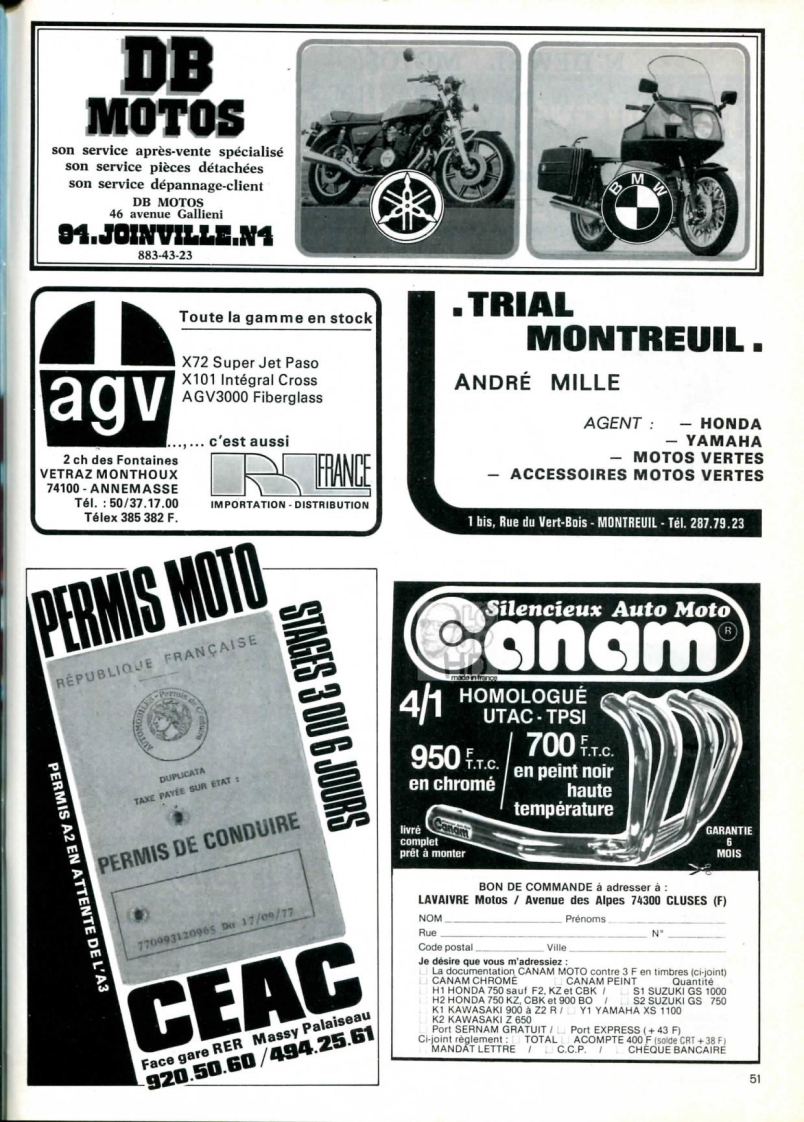 DB
MOTOS
son service après-vente spécialisé
son service pièces détachées
son service dépannage-client
DB MOTOS
46 avenue Gallieni
94.JOINVILLE.N4
883-43-23
BMW
agv
Toute la gamme en stock
X72 Super Jet Paso
X101 Intégral Cross
AGV3000 Fiberglass
...,... c'est aussi
2 ch des Fontaines
VETRAZ MONTHOUX
74100 - ANNEMASSE
Tél. : 50/37.17.00
Télex 385 382 F.
FRANCE
IMPORTATION - DISTRIBUTION
. TRIAL
MONTREUIL .
ANDRÉ MILLE
AGENT : – HONDA
– YAMAHA
– MOTOS VERTES
– ACCESSOIRES MOTOS VERTES
1 bis, Rue du Vert-Bois - MONTREUIL - Tél. 287.79.23
PERMIS MOTO
STAGES 3 OU 6 JOURS
PERMIS A2 EN ATTENTE DE L'A3
RÉPUBLIQUE FRANÇAISE
AUTOMOBILES - Permis de Conduire
DUPLICATA
TAXE PAYÉE SUR ÉTAT :
PERMIS DE CONDUIRE
770993120965 DU 17/09/77
CEAC
Face gare RER Massy Palaiseau
920.50.60 / 494.25.61
Silencieux Auto Moto
Canam ®
made in france
4/1 HOMOLOGUÉ
UTAC - TPSI
950 F T.T.C.
en chromé
700 F T.T.C.
en peint noir
haute
température
Canam
livré
complet
prêt à monter
GARANTIE
6
MOIS
BON DE COMMANDE à adresser à :
LAVAIVRE Motos / Avenue des Alpes 74300 CLUSES (F)
NOM Prénoms
Rue N°
Code postal Ville
Je désire que vous m'adressiez :
La documentation CANAM MOTO contre 3 F en timbres (ci-joint)
CANAM CHROME CANAM PEINT Quantité
H1 HONDA 750 sauf F2, KZ et CBK / S1 SUZUKI GS 1000
H2 HONDA 750 KZ, CBK et 900 BO / S2 SUZUKI GS 750
K1 KAWASAKI 900 à Z2 R / Y1 YAMAHA XS 1100
K2 KAWASAKI Z 650
Port SERNAM GRATUIT / Port EXPRESS (+ 43 F)
Ci-joint règlement : TOTAL ACOMPTE 400 F (solde CRT + 38 F)
MANDAT LETTRE / C.C.P. / CHÈQUE BANCAIRE
51